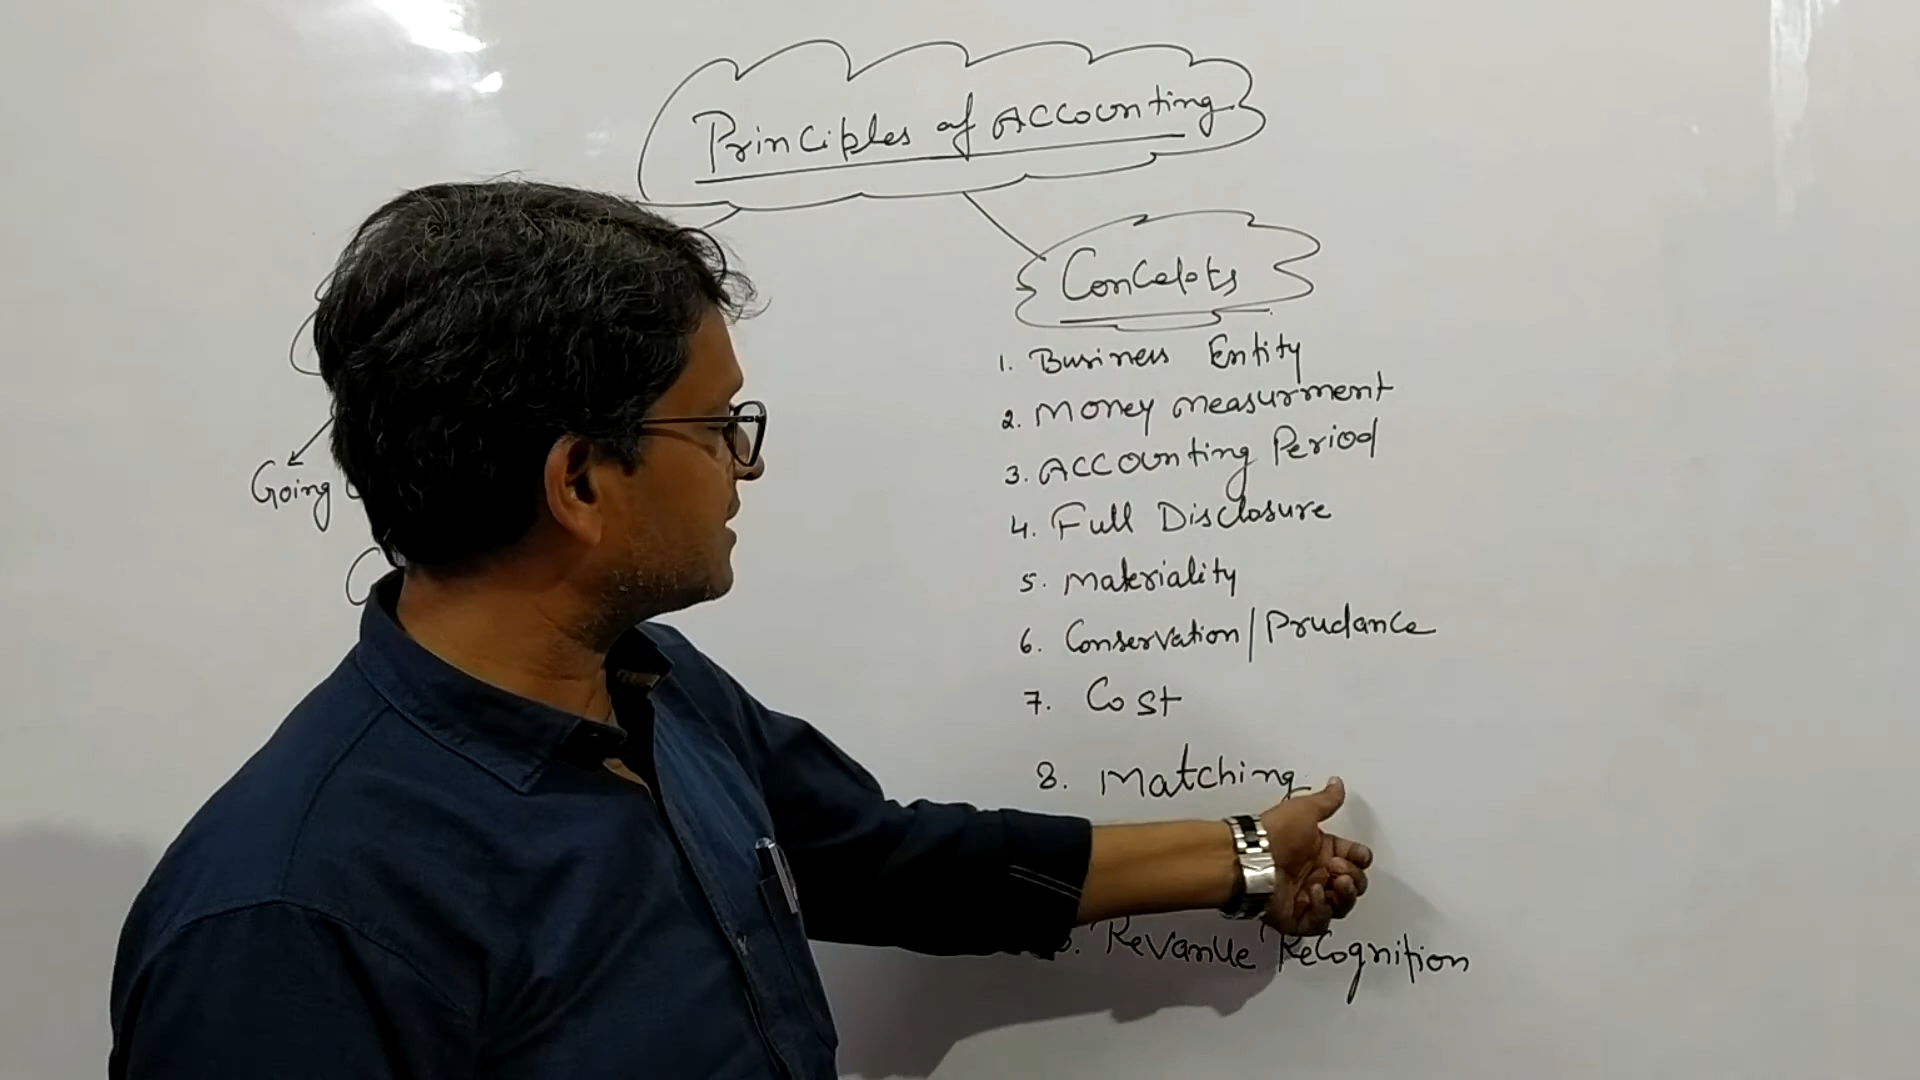 Principles of Accounting
Concepts
Going
1. Business Entity
2. Money measurment
3. Accounting Period
4. Full Disclosure
5. Materiality
6. Conservation/Prudance
7. Cost
8. Matching
Revanue Recognition